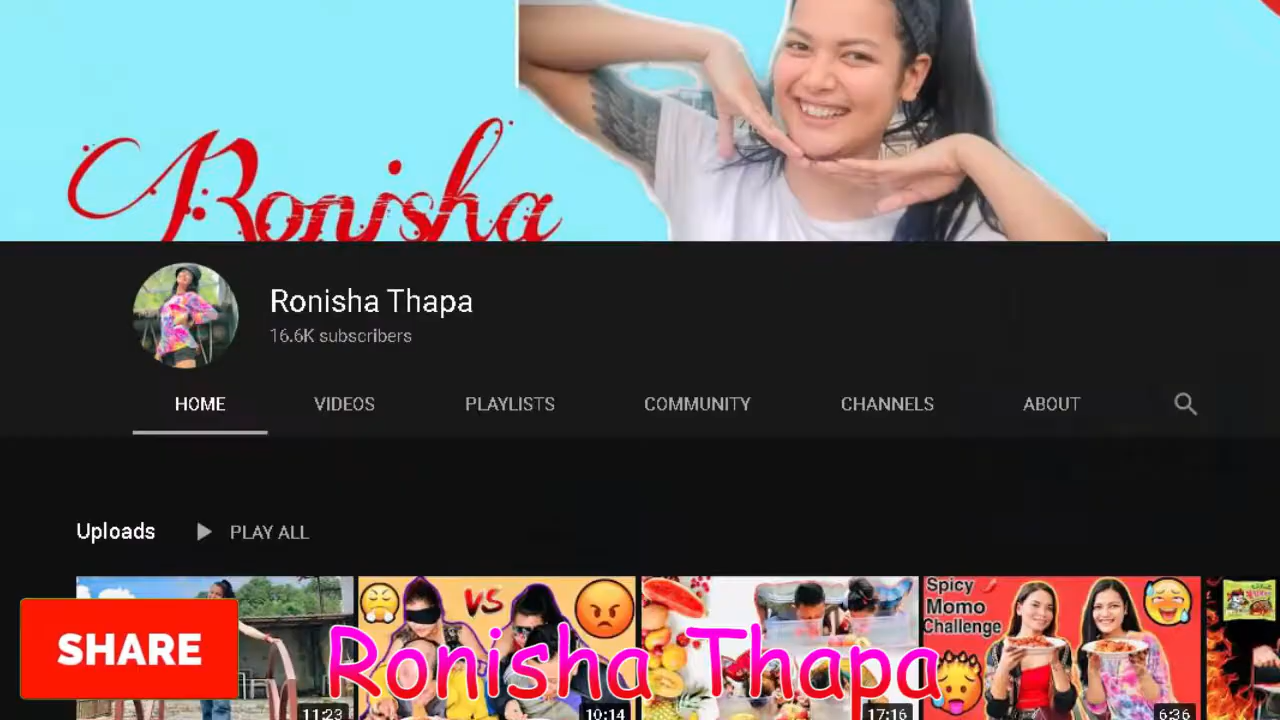 Ronisha
Ronisha Thapa
16.6K subscribers
HOME VIDEOS PLAYLISTS COMMUNITY CHANNELS ABOUT
Uploads PLAY ALL
VS
Spicy
Momo
Challenge
SHARE
Ronisha Thapa
11:23 10:14 17:16 6:36